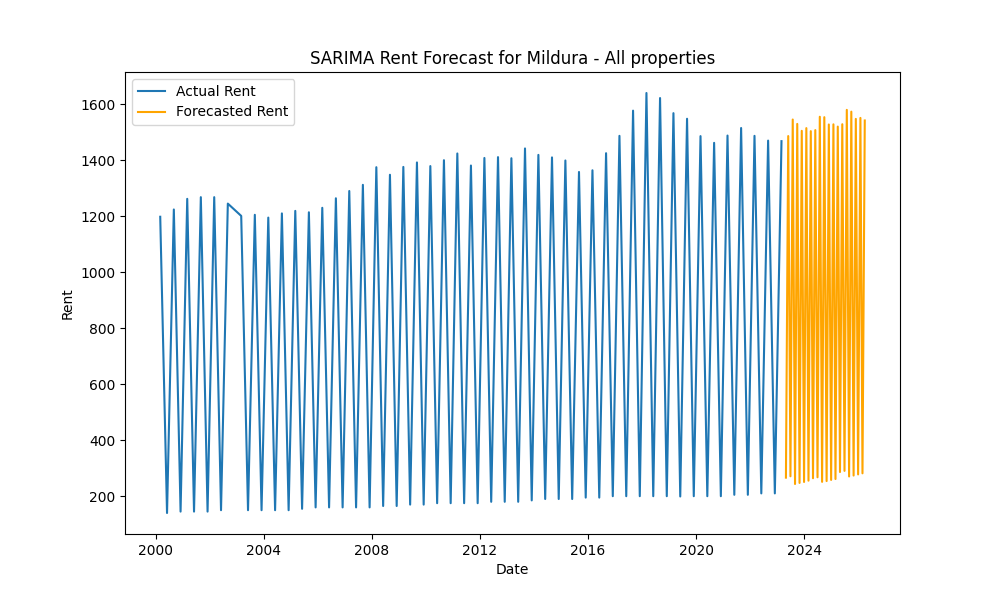 SARIMA Rent Forecast for Mildura - All properties
Actual Rent
Forecasted Rent
1600
1400
1200
1000
800
600
400
200
Rent
2000 2004 2008 2012 2016 2020 2024
Date